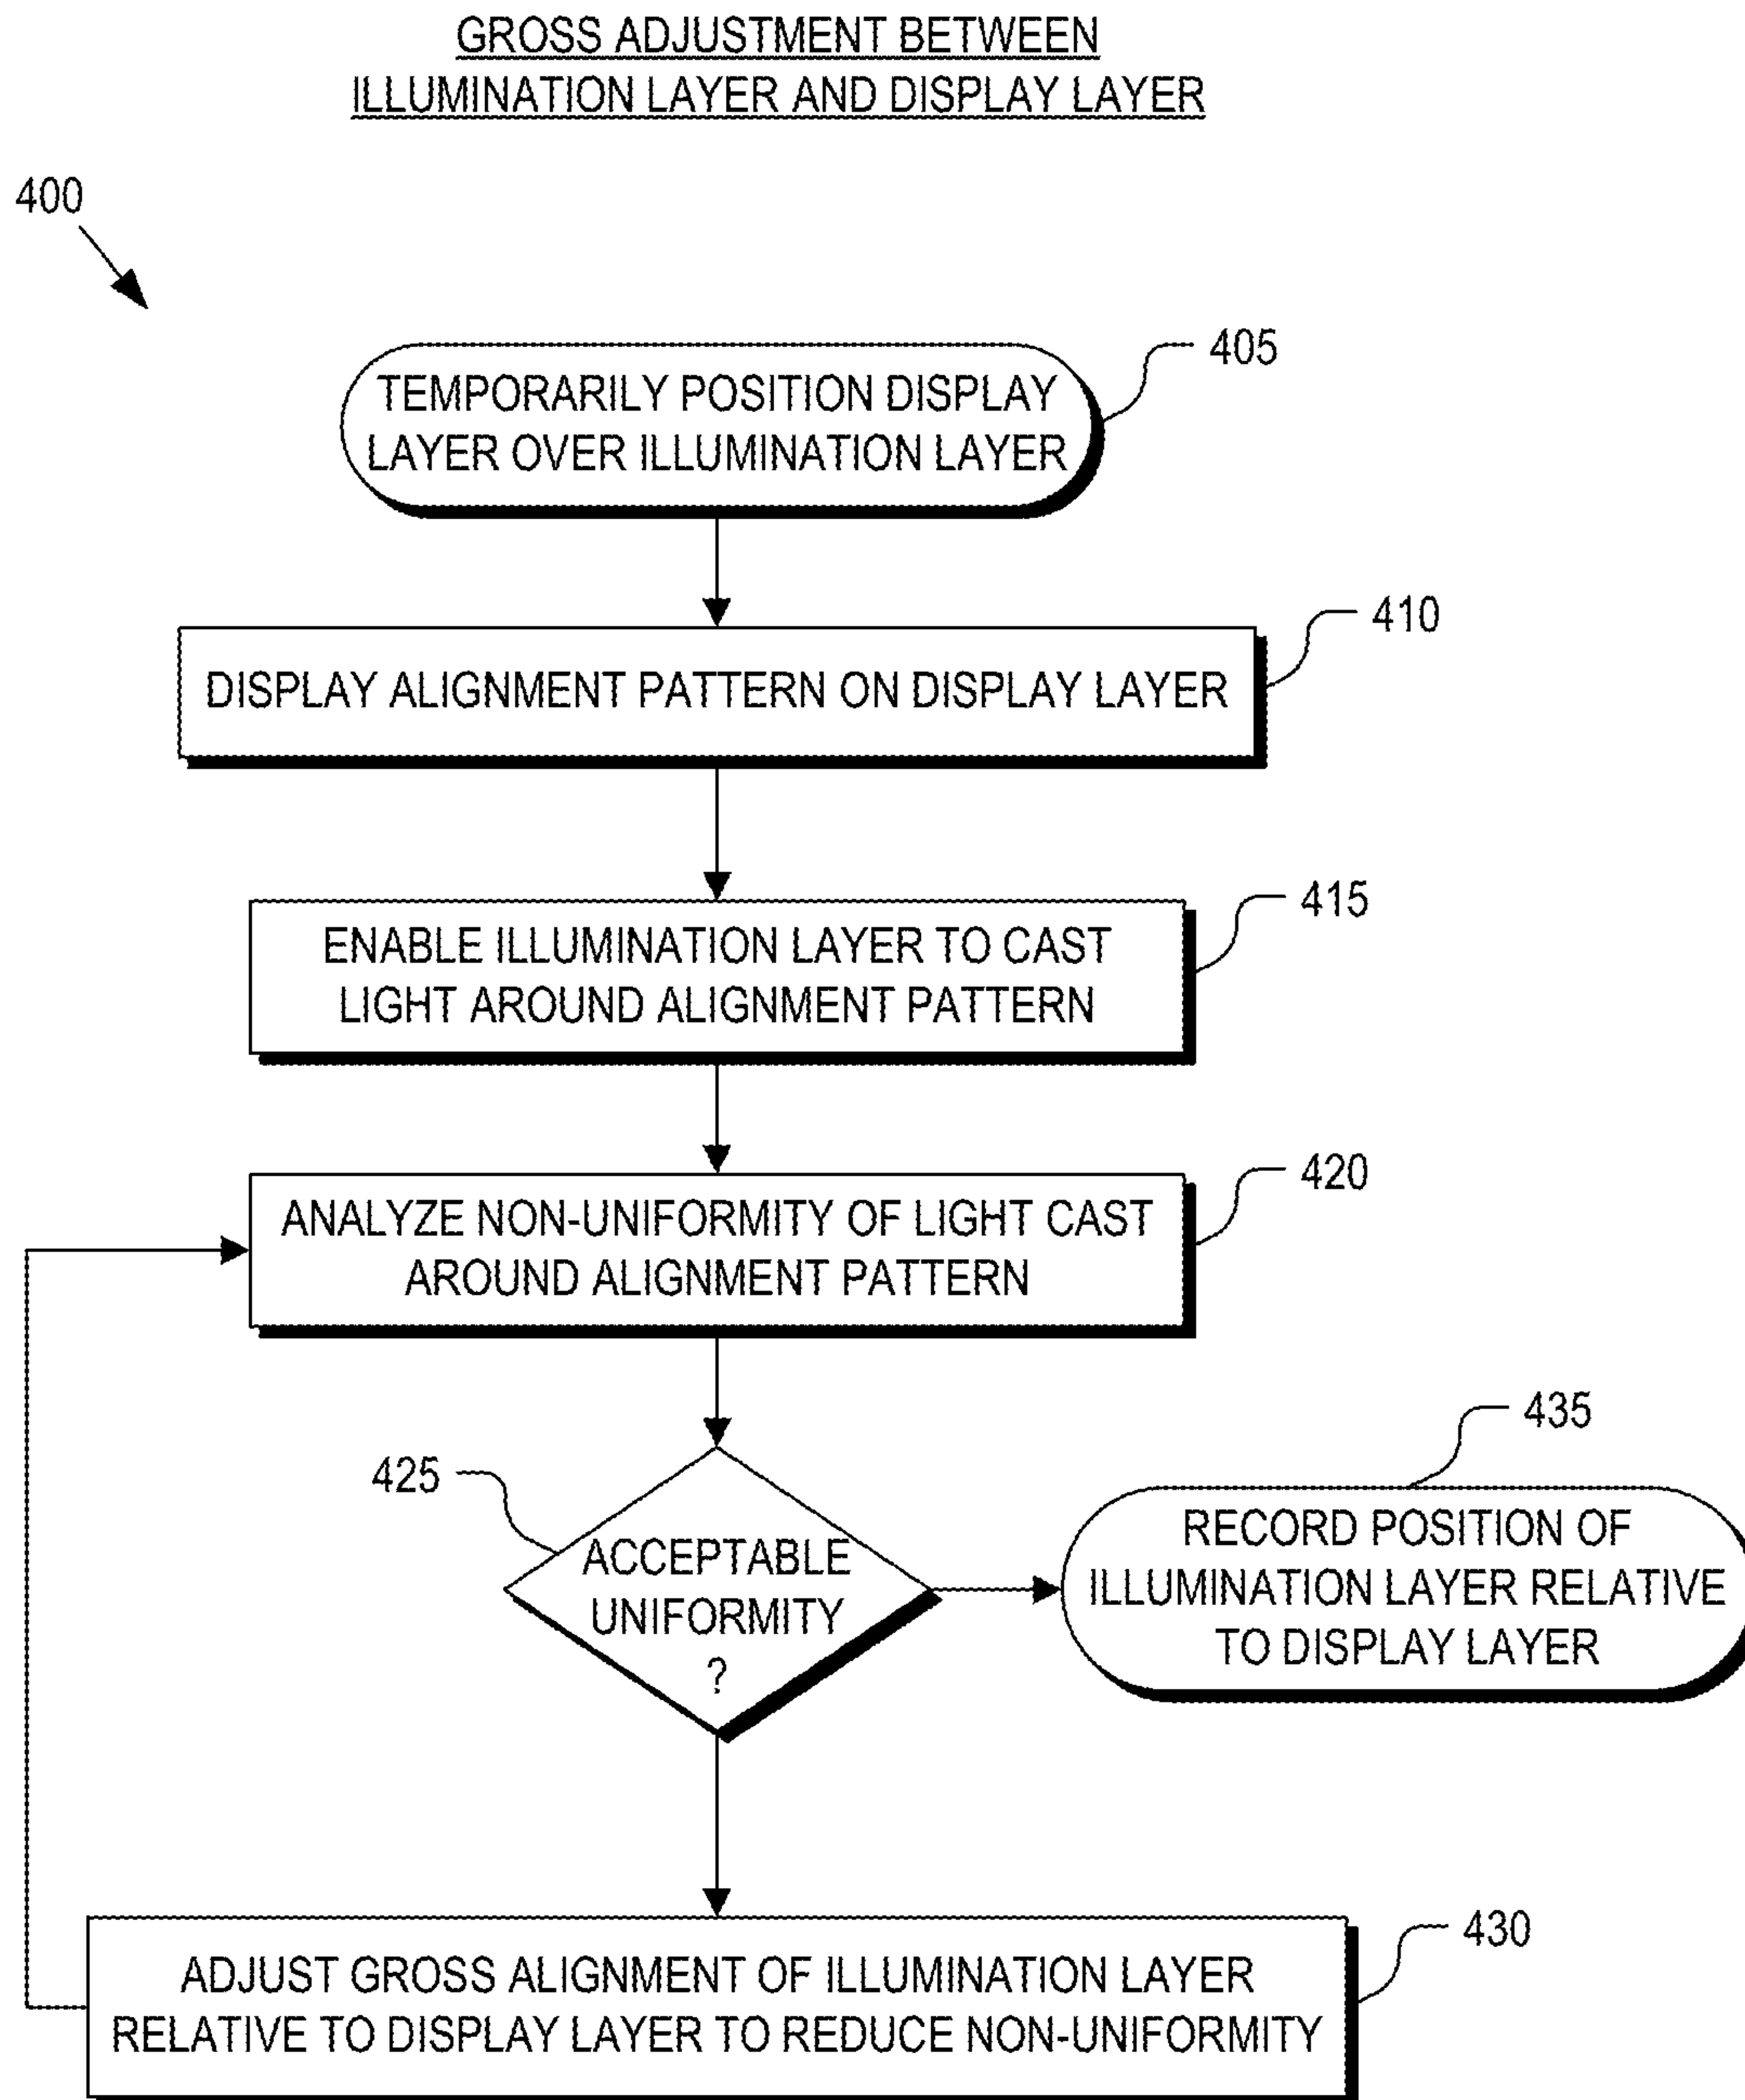 GROSS ADJUSTMENT BETWEEN
ILLUMINATION LAYER AND DISPLAY LAYER
400
405
TEMPORARILY POSITION DISPLAY
LAYER OVER ILLUMINATION LAYER
410
DISPLAY ALIGNMENT PATTERN ON DISPLAY LAYER
415
ENABLE ILLUMINATION LAYER TO CAST
LIGHT AROUND ALIGNMENT PATTERN
420
ANALYZE NON-UNIFORMITY OF LIGHT CAST
AROUND ALIGNMENT PATTERN
425
ACCEPTABLE
UNIFORMITY
?
435
RECORD POSITION OF
ILLUMINATION LAYER RELATIVE
TO DISPLAY LAYER
430
ADJUST GROSS ALIGNMENT OF ILLUMINATION LAYER
RELATIVE TO DISPLAY LAYER TO REDUCE NON-UNIFORMITY